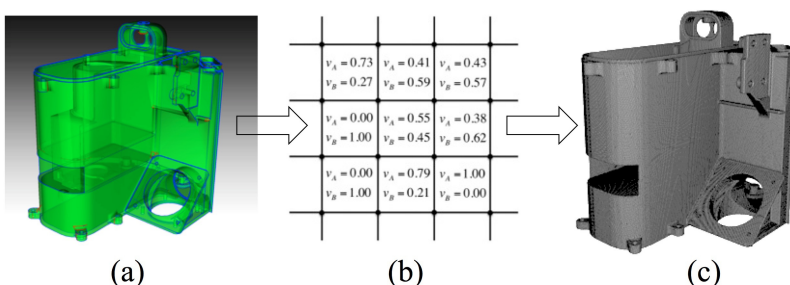 v_A = 0.73 v_A = 0.41 v_A = 0.43
v_B = 0.27 v_B = 0.59 v_B = 0.57
v_A = 0.00 v_A = 0.55 v_A = 0.38
v_B = 1.00 v_B = 0.45 v_B = 0.62
v_A = 0.00 v_A = 0.79 v_A = 1.00
v_B = 1.00 v_B = 0.21 v_B = 0.00
(a) (b) (c)